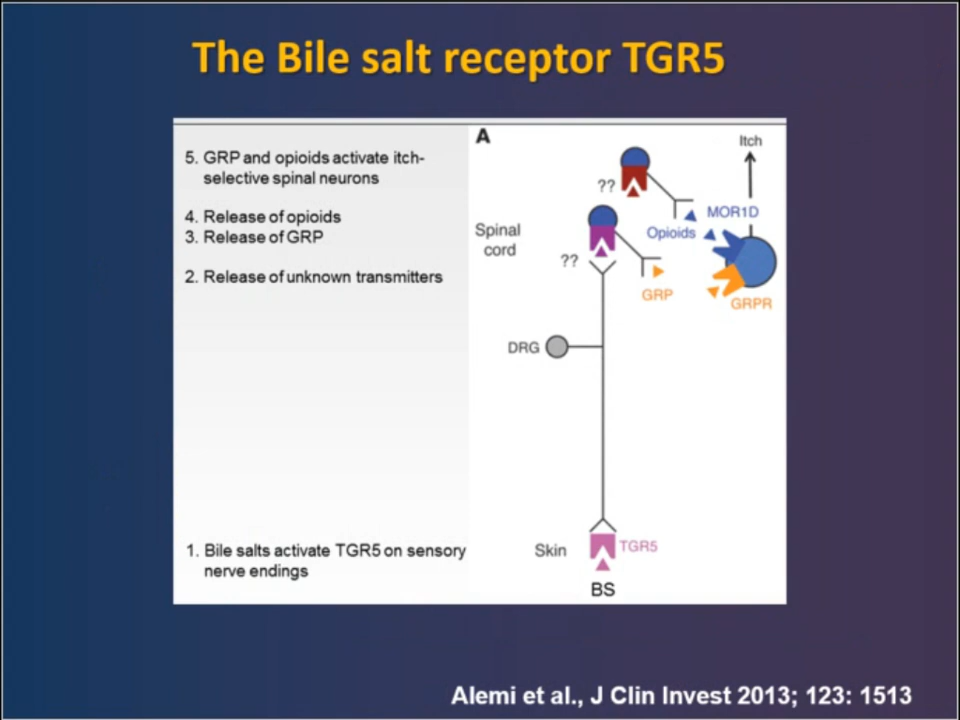 The Bile salt receptor TGR5
5. GRP and opioids activate itch-
selective spinal neurons
4. Release of opioids
3. Release of GRP
2. Release of unknown transmitters
1. Bile salts activate TGR5 on sensory
nerve endings
A
Itch
??
MOR1D
Spinal
cord
Opioids
??
GRP
GRPR
DRG
Skin
TGR5
BS
Alemi et al., J Clin Invest 2013; 123: 1513